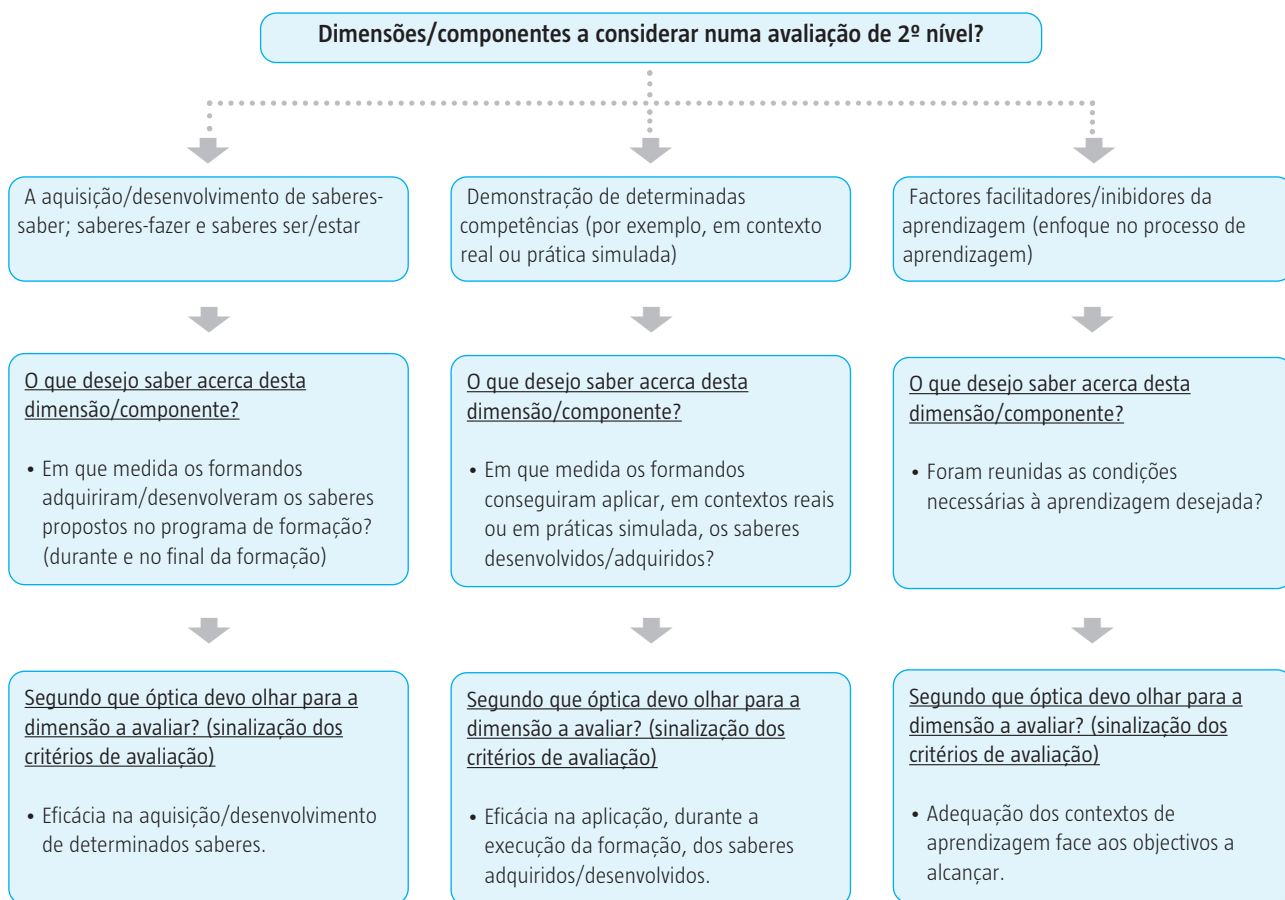 Dimensões/componentes a considerar numa avaliação de 2º nível?
A aquisição/desenvolvimento de saberes-
saber; saberes-fazer e saberes ser/estar
Demonstração de determinadas
competências (por exemplo, em contexto
real ou prática simulada)
Factores facilitadores/inibidores da
aprendizagem (enfoque no processo de
aprendizagem)
O que desejo saber acerca desta
dimensão/componente?
• Em que medida os formandos
adquiriram/desenvolveram os saberes
propostos no programa de formação?
(durante e no final da formação)
O que desejo saber acerca desta
dimensão/componente?
• Em que medida os formandos
conseguiram aplicar, em contextos reais
ou em práticas simulada, os saberes
desenvolvidos/adquiridos?
O que desejo saber acerca desta
dimensão/componente?
• Foram reunidas as condições
necessárias à aprendizagem desejada?
Segundo que óptica devo olhar para a
dimensão a avaliar? (sinalização dos
critérios de avaliação)
• Eficácia na aquisição/desenvolvimento
de determinados saberes.
Segundo que óptica devo olhar para a
dimensão a avaliar? (sinalização dos
critérios de avaliação)
• Eficácia na aplicação, durante a
execução da formação, dos saberes
adquiridos/desenvolvidos.
Segundo que óptica devo olhar para a
dimensão a avaliar? (sinalização dos
critérios de avaliação)
• Adequação dos contextos de
aprendizagem face aos objectivos a
alcançar.